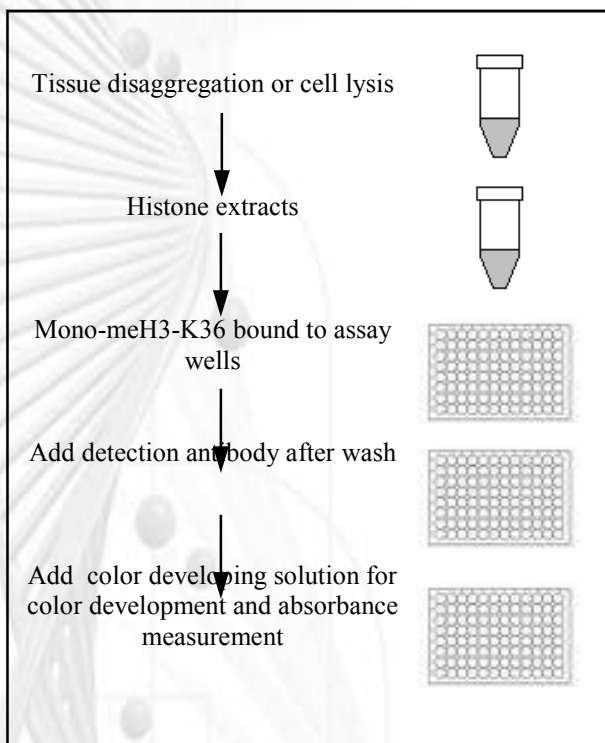 Tissue disaggregation or cell lysis
Histone extracts
Mono-meH3-K36 bound to assay
wells
Add detection antibody after wash
Add color developing solution for
color development and absorbance
measurement